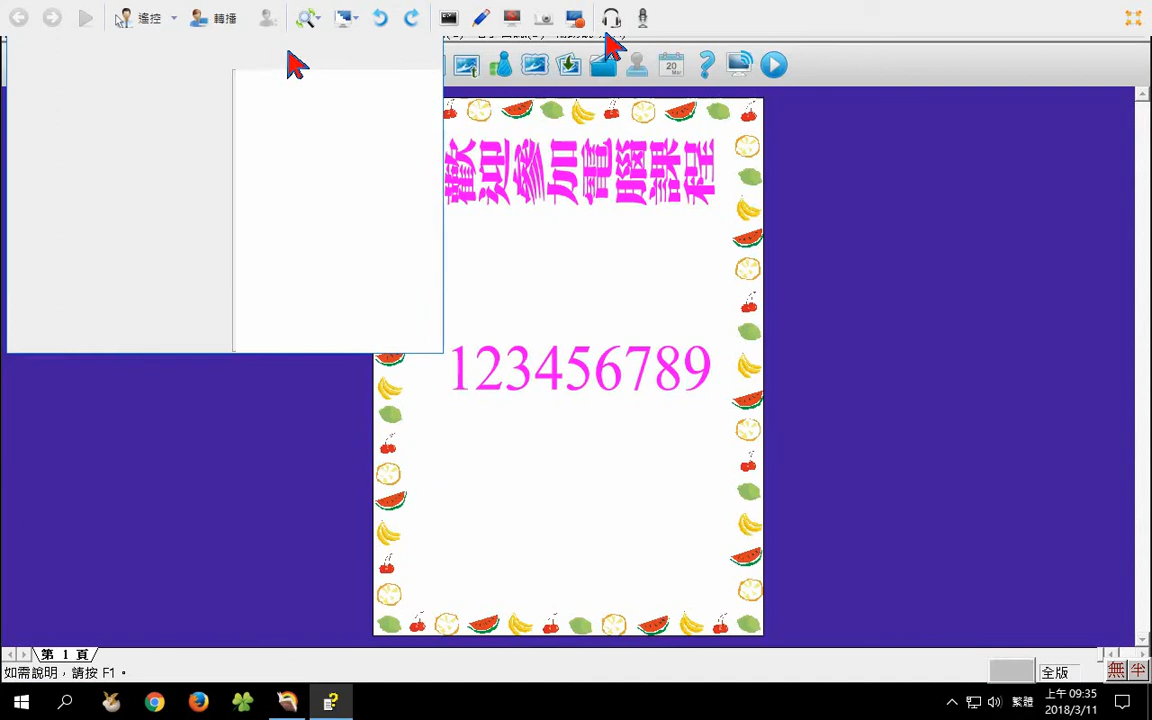 遙控 轉播
20
歡迎參加電腦課程
123456789
第 1 頁
如需說明，請按 F1。
全版
無 半
繁體
上午 09:35
2018/3/11